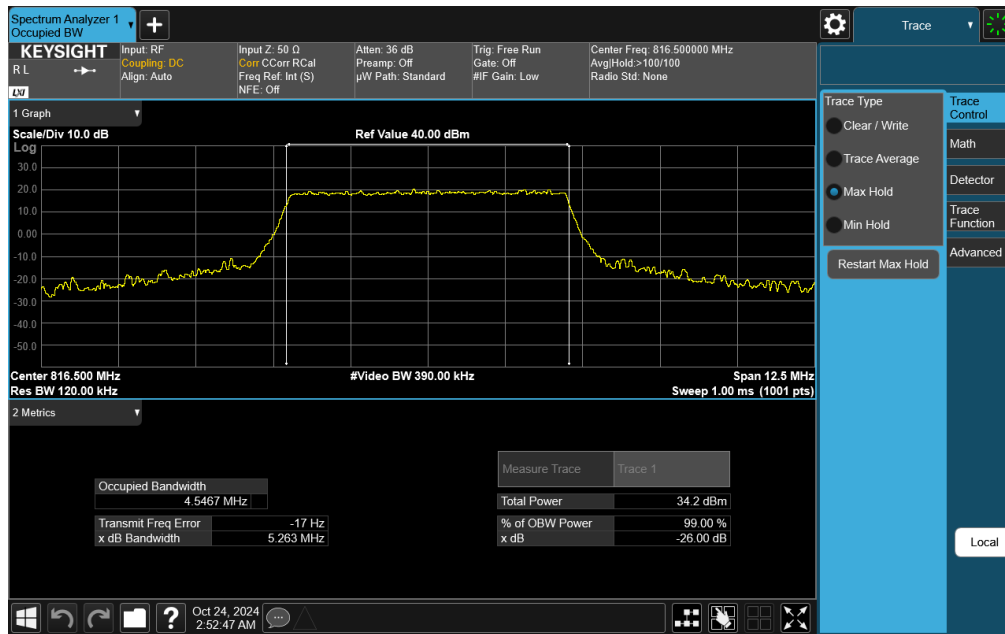 Spectrum Analyzer 1
Occupied BW
Trace
KEYSIGHT
R L
LXI
Input: RF
Coupling: DC
Align: Auto
Input Z: 50 Ω
Corr CCorr RCal
Freq Ref: Int (S)
NFE: Off
Atten: 36 dB
Preamp: Off
µW Path: Standard
Trig: Free Run
Gate: Off
#IF Gain: Low
Center Freq: 816.500000 MHz
Avg|Hold:>100/100
Radio Std: None
1 Graph
Scale/Div 10.0 dB
Ref Value 40.00 dBm
Log
30.0
20.0
10.0
0.00
-10.0
-20.0
-30.0
-40.0
-50.0
Center 816.500 MHz
#Video BW 390.00 kHz
Span 12.5 MHz
Res BW 120.00 kHz
Sweep 1.00 ms (1001 pts)
2 Metrics
Measure Trace
Trace 1
Occupied Bandwidth
4.5467 MHz
Total Power
34.2 dBm
Transmit Freq Error
-17 Hz
% of OBW Power
99.00 %
x dB Bandwidth
5.263 MHz
x dB
-26.00 dB
Trace Type
Clear / Write
Trace Average
Max Hold
Min Hold
Restart Max Hold
Trace
Control
Math
Detector
Trace
Function
Advanced
Local
?
Oct 24, 2024
2:52:47 AM